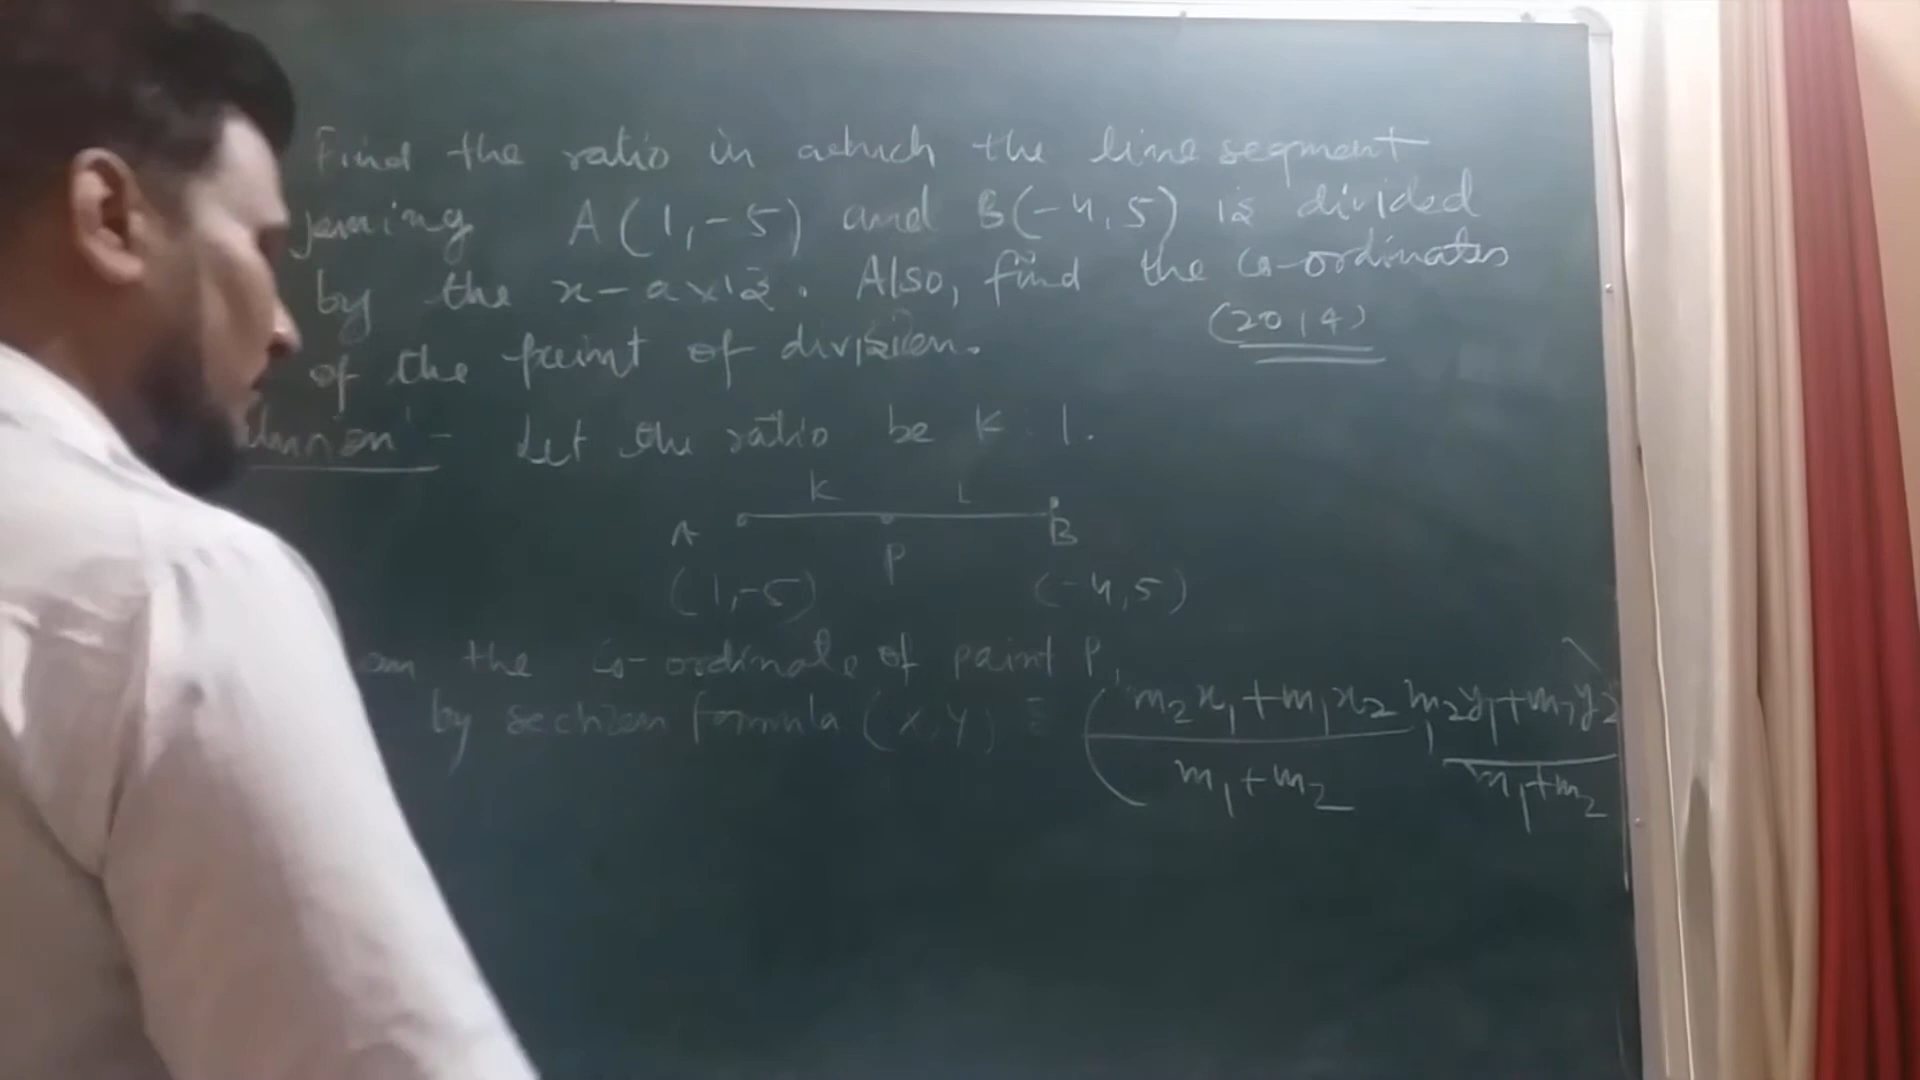 Find the ratio in which the line segment
joining A(1,-5) and B(-4,5) is divided
by the x-axis. Also, find the co-ordinates
of the point of division. (2014)
Let the ratio be K:1.
K 1
A P B
(1,-5) (-4,5)
the co-ordinate of point P,
by section formula (x,y) ≡ (m₂x₁+m₁x₂/m₁+m₂, m₂y₁+m₁y₂/m₁+m₂